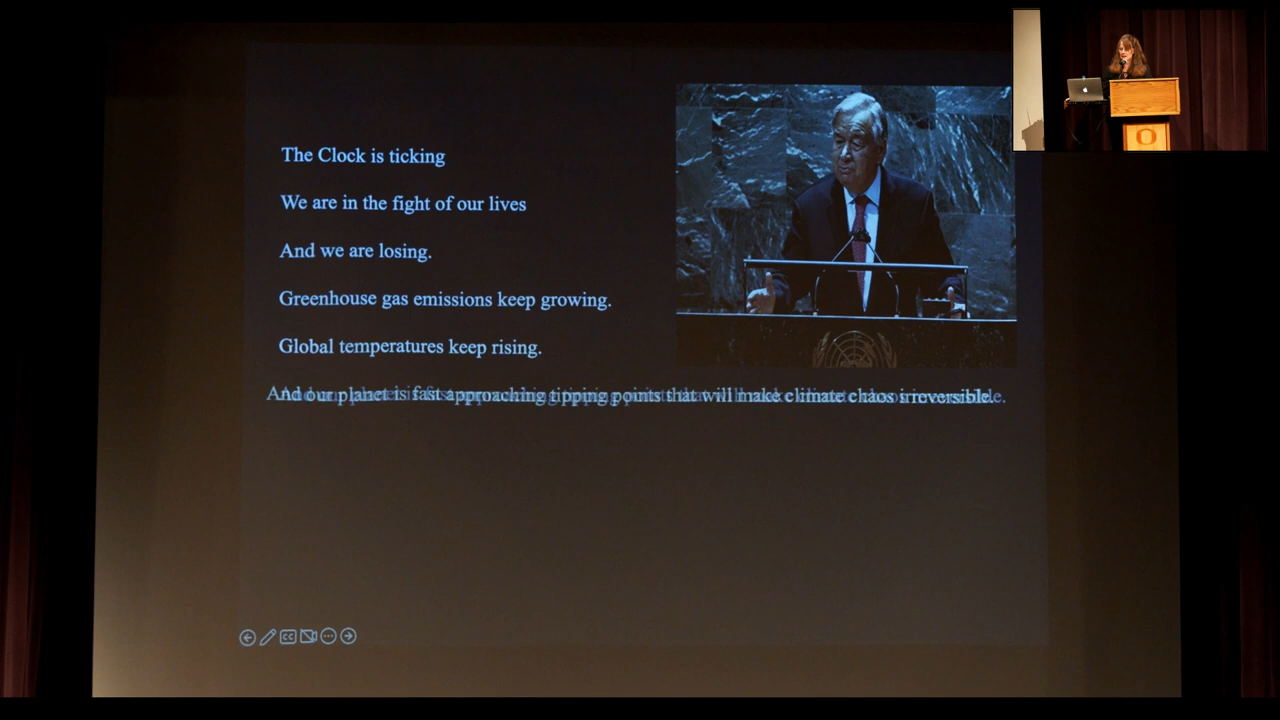 The Clock is ticking
We are in the fight of our lives
And we are losing.
Greenhouse gas emissions keep growing.
Global temperatures keep rising.
And our planet is fast approaching tipping points that will make climate chaos irreversible.
CC
O